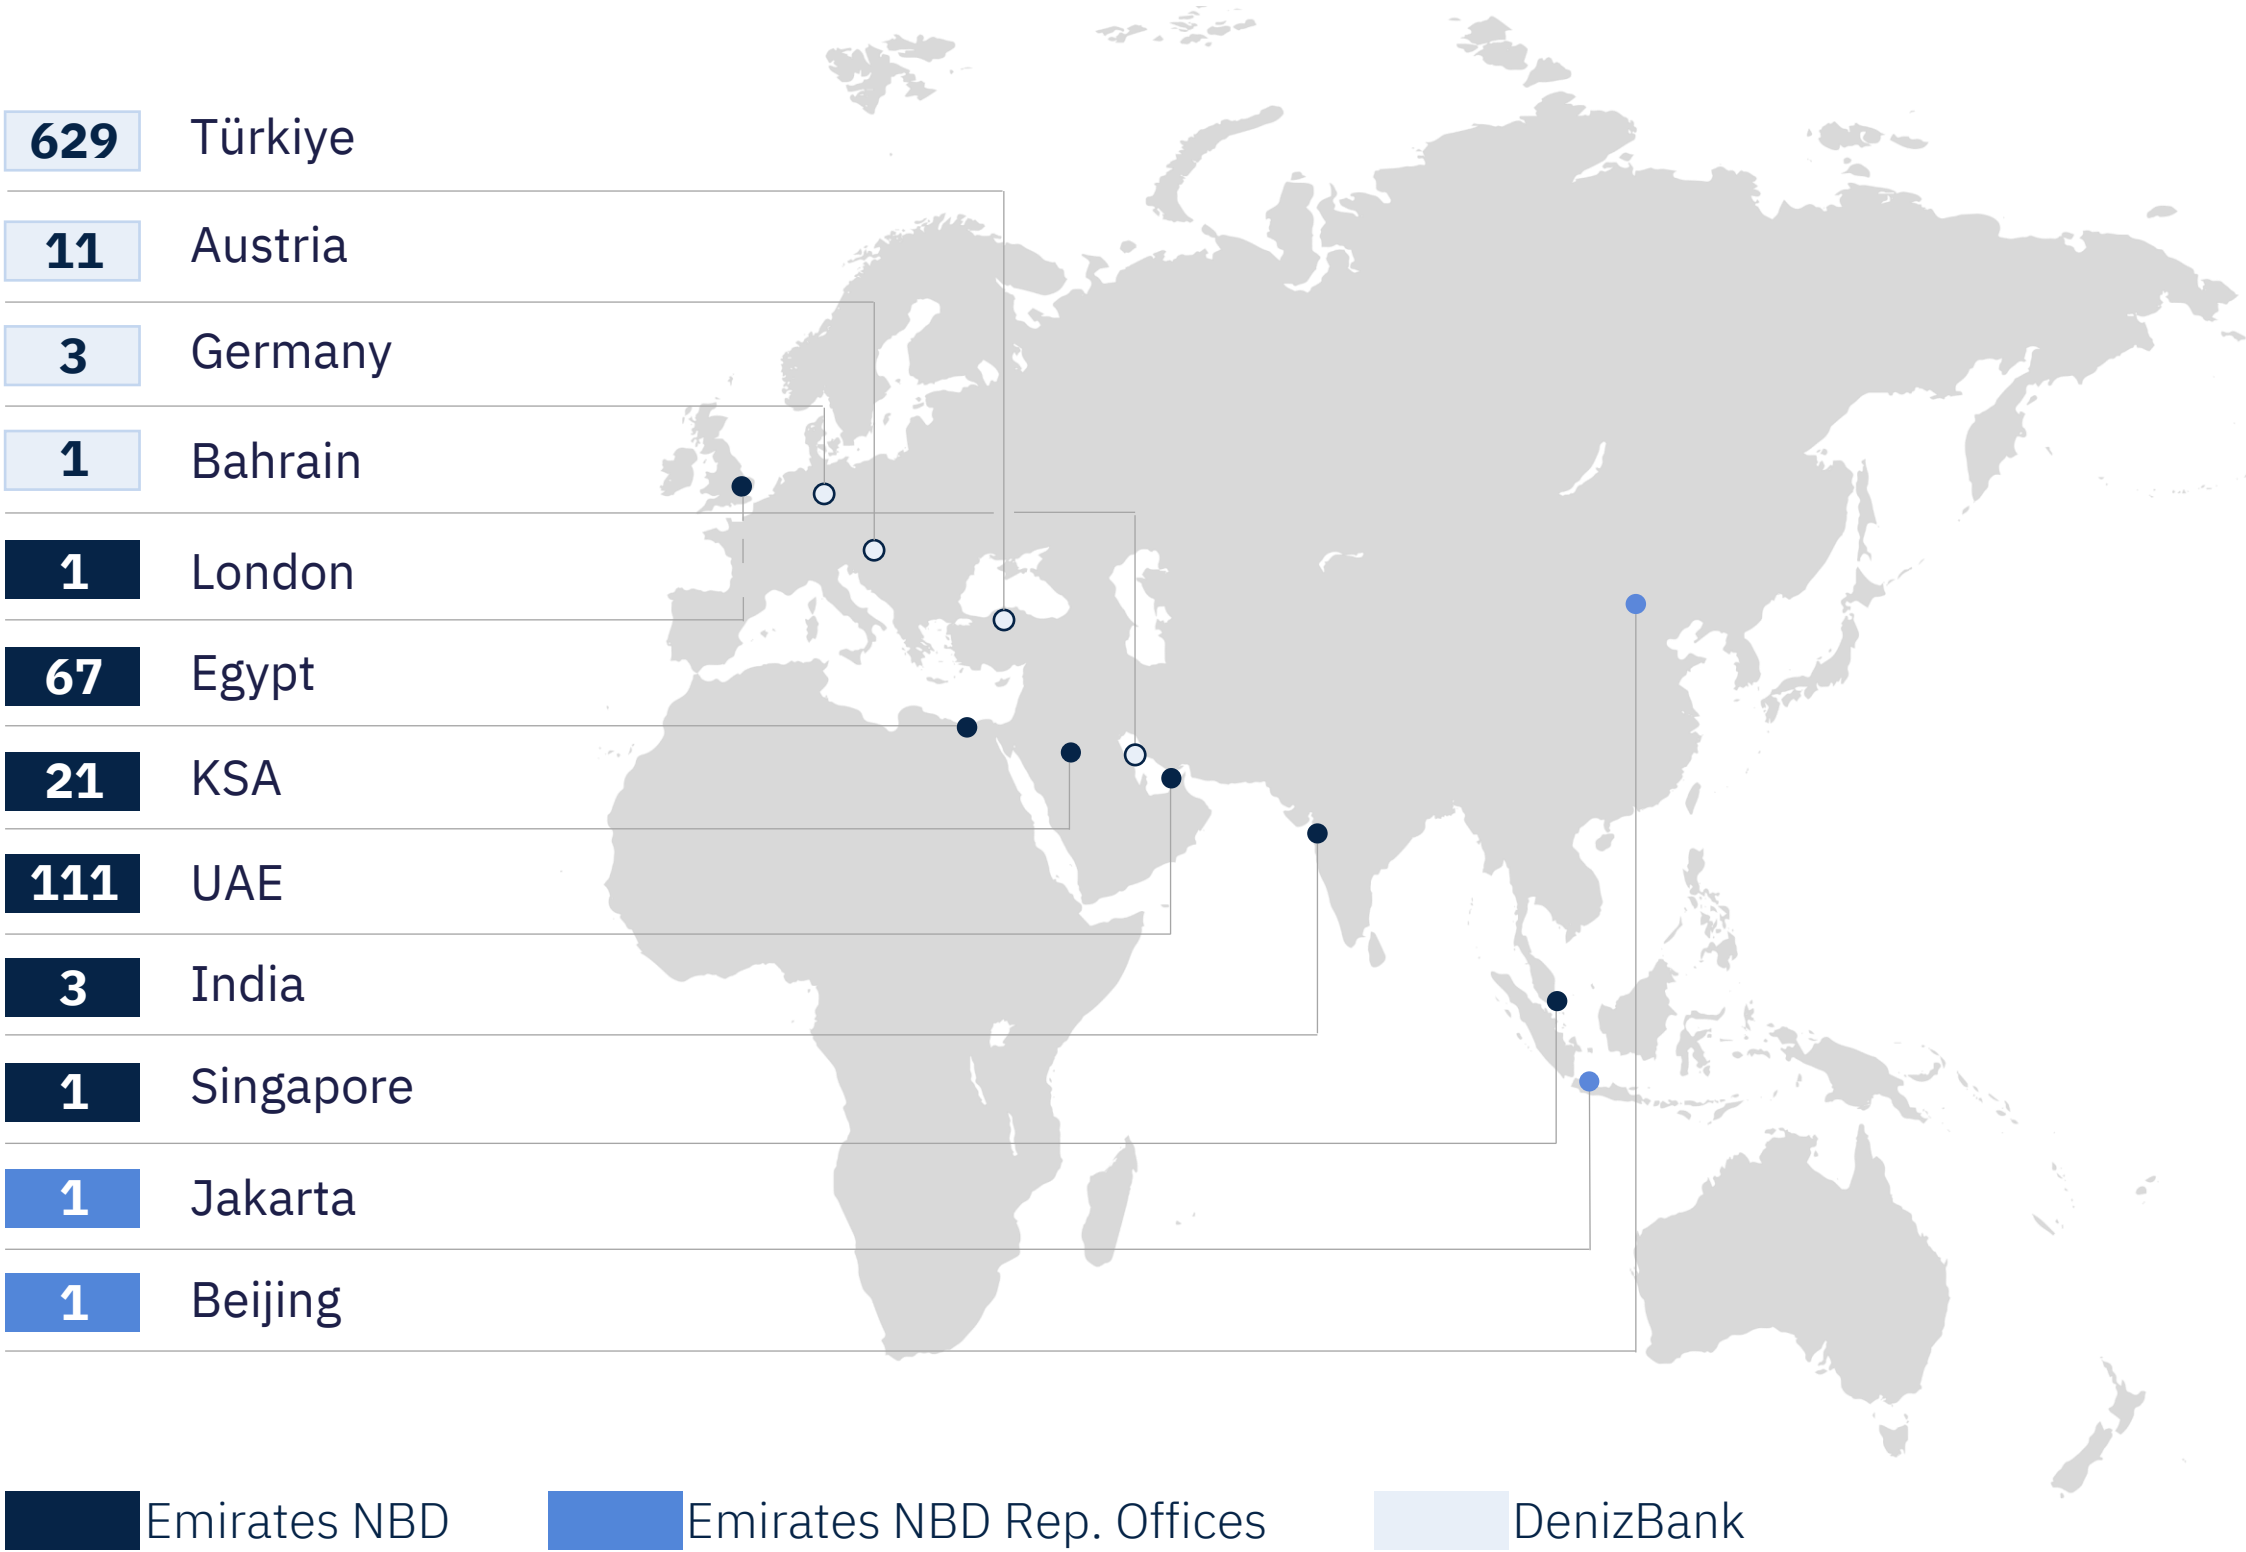 629 Türkiye
11 Austria
3 Germany
1 Bahrain
1 London
67 Egypt
21 KSA
111 UAE
3 India
1 Singapore
1 Jakarta
1 Beijing
Emirates NBD Emirates NBD Rep. Offices DenizBank